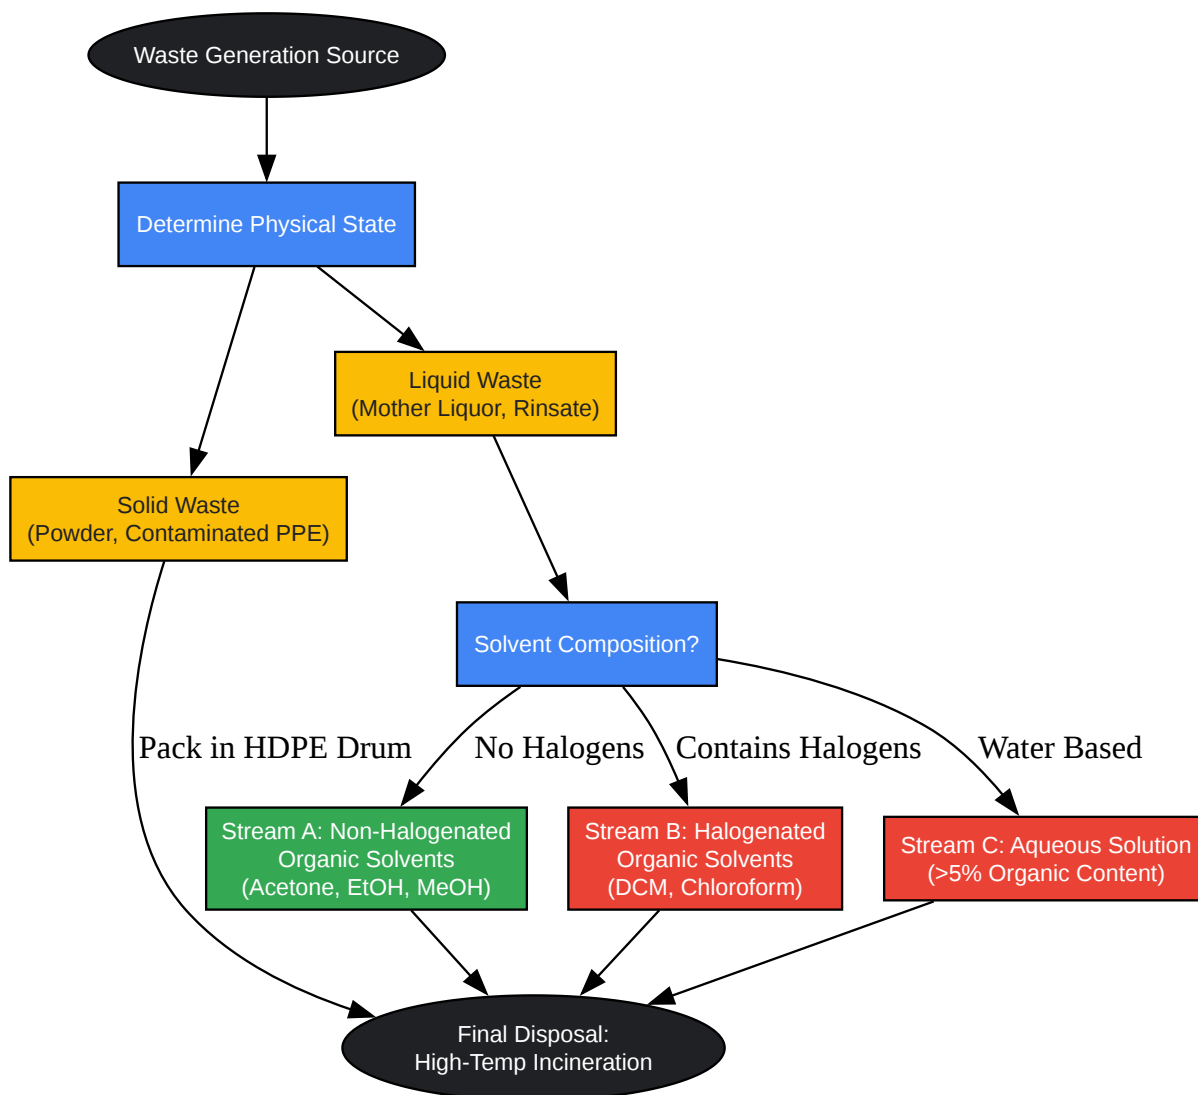 Waste Generation Source
Determine Physical State
Liquid Waste
(Mother Liquor, Rinsate)
Solid Waste
(Powder, Contaminated PPE)
Solvent Composition?
Pack in HDPE Drum
No Halogens
Contains Halogens
Water Based
Stream A: Non-Halogenated
Organic Solvents
(Acetone, EtOH, MeOH)
Stream B: Halogenated
Organic Solvents
(DCM, Chloroform)
Stream C: Aqueous Solution
(>5% Organic Content)
Final Disposal:
High-Temp Incineration